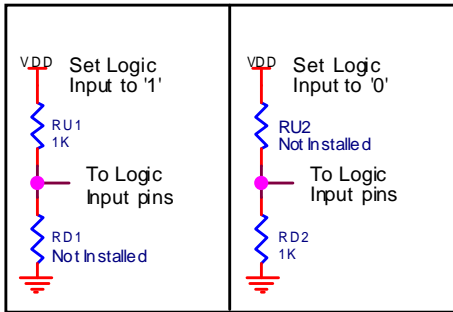 VDD
Set Logic
Input to '1'
RU1
1K
To Logic
Input pins
RD1
Not Installed
VDD
Set Logic
Input to '0'
RU2
Not Installed
To Logic
Input pins
RD2
1K